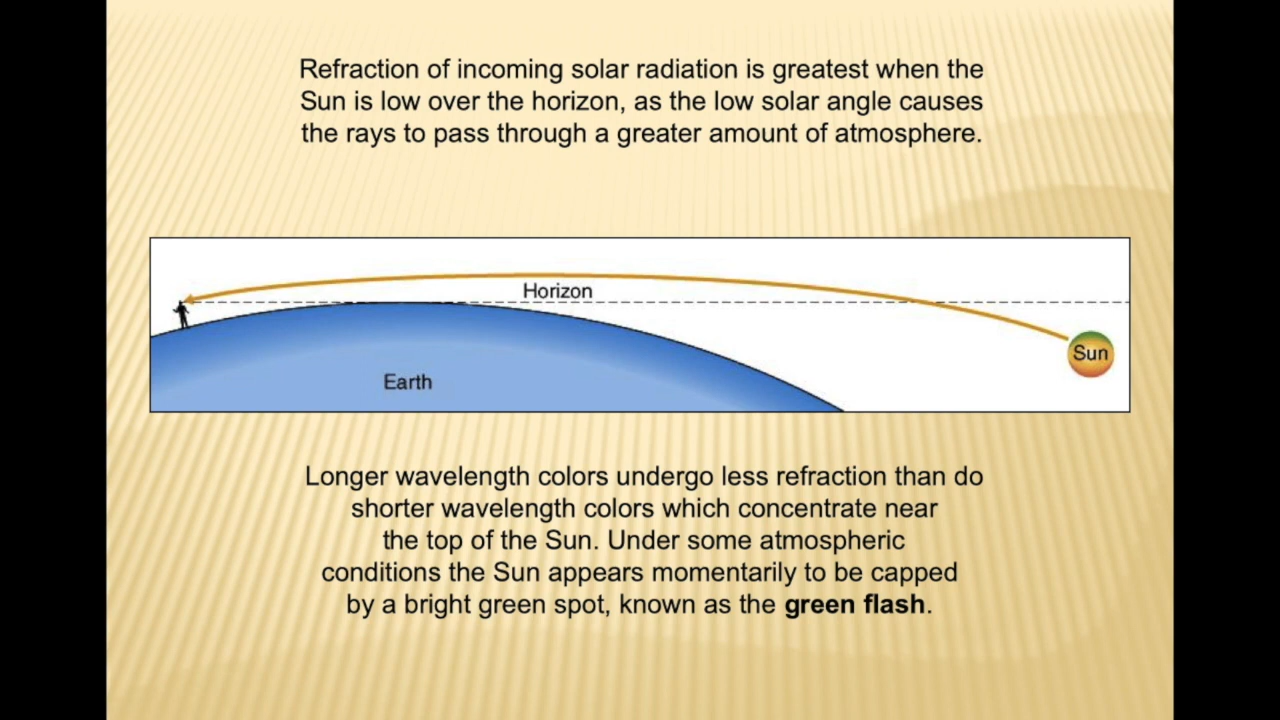 Refraction of incoming solar radiation is greatest when the
Sun is low over the horizon, as the low solar angle causes
the rays to pass through a greater amount of atmosphere.
Horizon
Sun
Earth
Longer wavelength colors undergo less refraction than do
shorter wavelength colors which concentrate near
the top of the Sun. Under some atmospheric
conditions the Sun appears momentarily to be capped
by a bright green spot, known as the green flash.